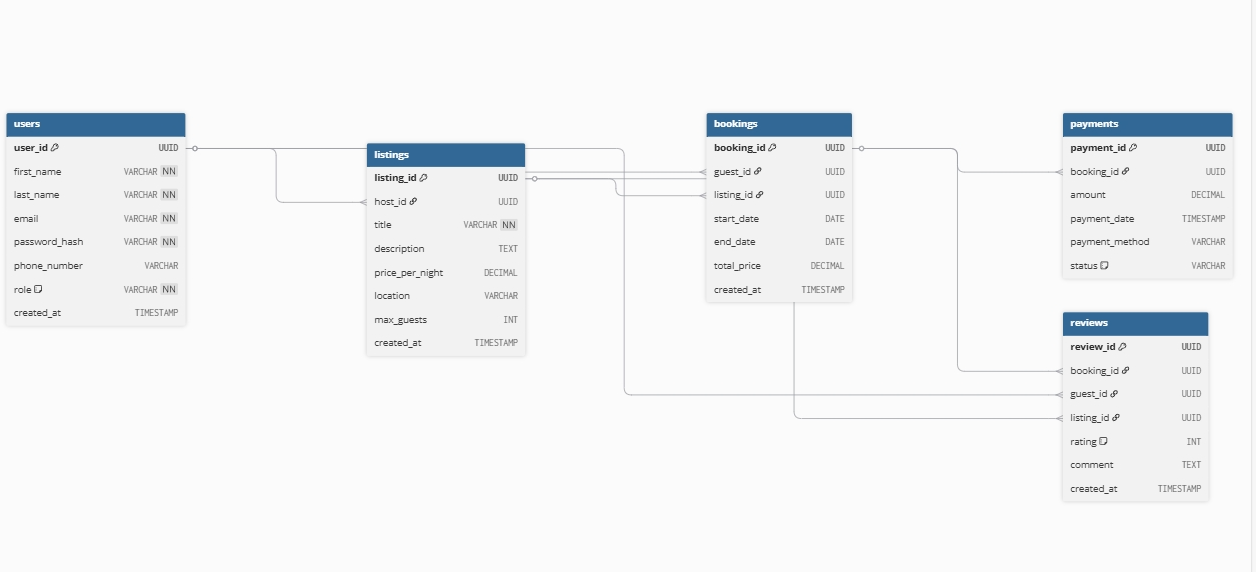 users
user_id UUID
first_name VARCHAR NN
last_name VARCHAR NN
email VARCHAR NN
password_hash VARCHAR NN
phone_number VARCHAR
role VARCHAR NN
created_at TIMESTAMP
listings
listing_id UUID
host_id UUID
title VARCHAR NN
description TEXT
price_per_night DECIMAL
location VARCHAR
max_guests INT
created_at TIMESTAMP
bookings
booking_id UUID
guest_id UUID
listing_id UUID
start_date DATE
end_date DATE
total_price DECIMAL
created_at TIMESTAMP
payments
payment_id UUID
booking_id UUID
amount DECIMAL
payment_date TIMESTAMP
payment_method VARCHAR
status VARCHAR
reviews
review_id UUID
booking_id UUID
guest_id UUID
listing_id UUID
rating INT
comment TEXT
created_at TIMESTAMP